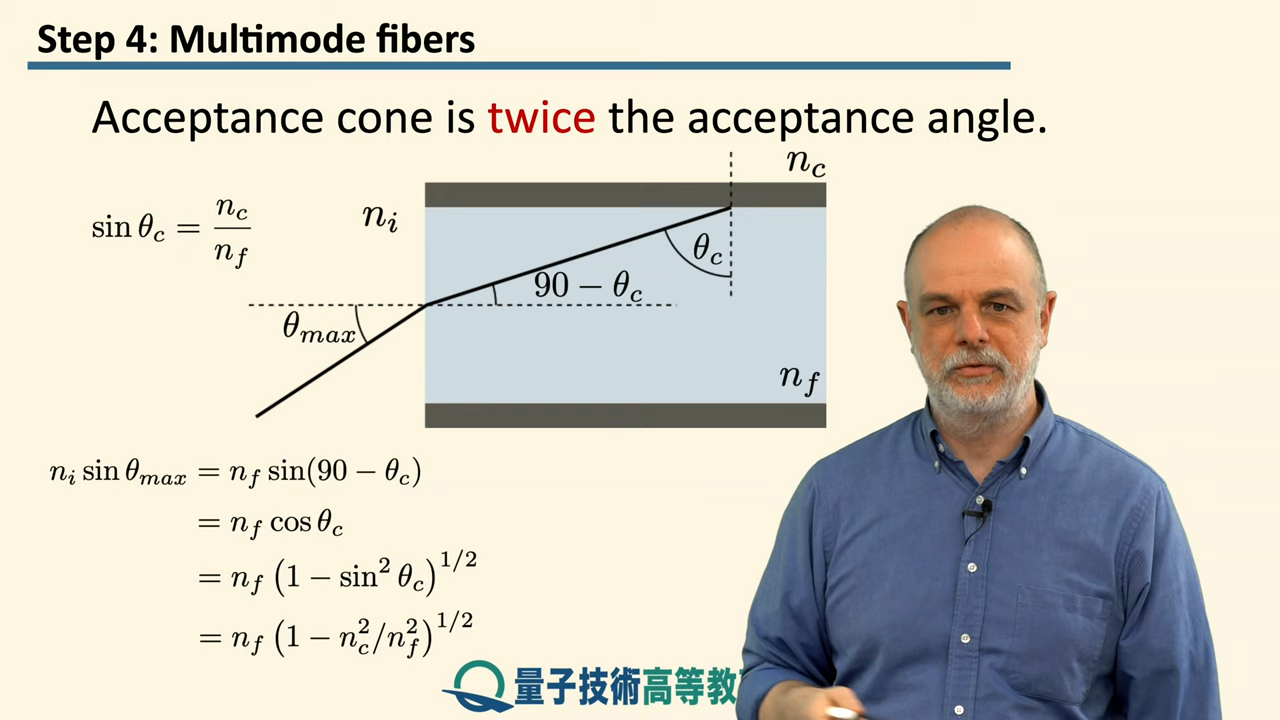 Step 4: Multimode fibers
Acceptance cone is twice the acceptance angle.
n_c
sin θ_c = n_c / n_f
n_i
θ_c
90 − θ_c
θ_max
n_f
n_i sin θ_max = n_f sin(90 − θ_c)
= n_f cos θ_c
= n_f (1 − sin² θ_c)^{1/2}
= n_f (1 − n_c²/n_f²)^{1/2}
量子技術高等教